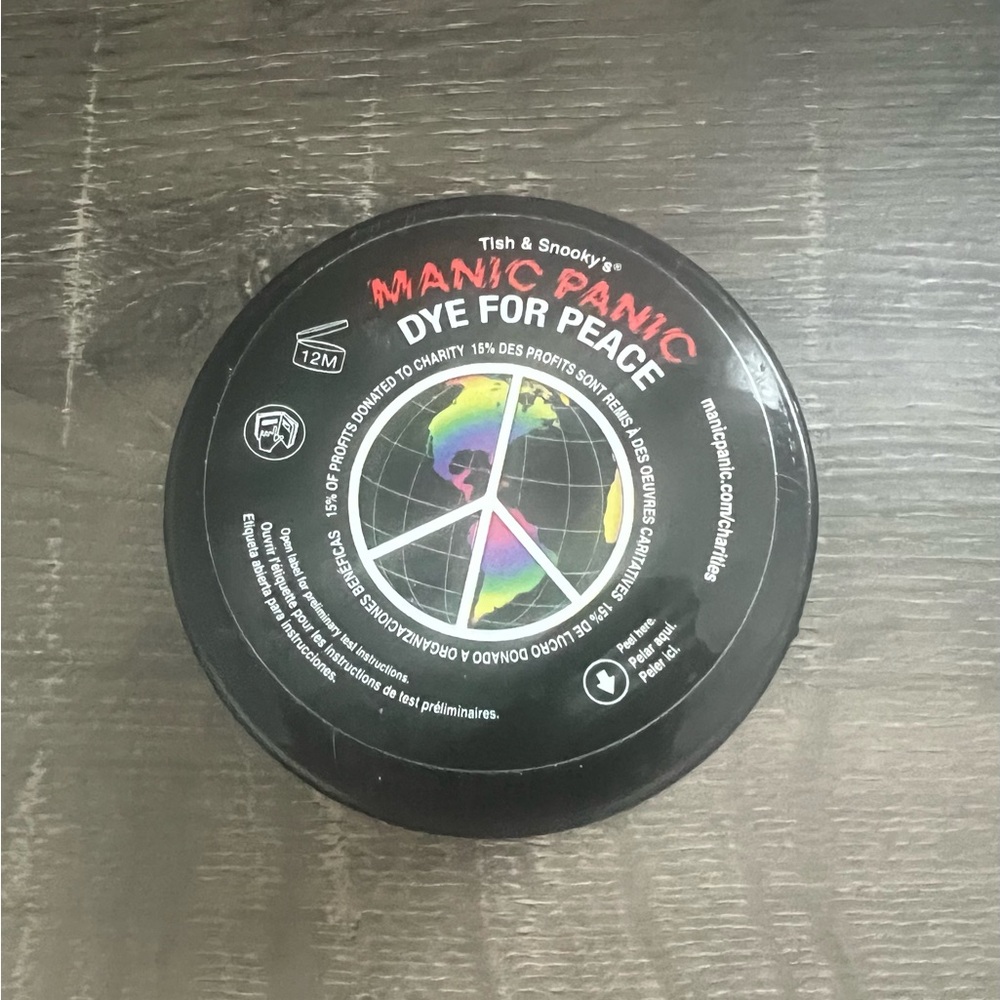 Tish & Snooky's®
MANIC PANIC
DYE FOR PEACE
15% OF PROFITS DONATED TO CHARITY 15% DES PROFITS SONT REMIS À DES OEUVRES CARITATIVES 15% DE LUCRO DONADO A ORGANIZACIONES BENÉFICAS
12M
manicpanic.com/charities
Open label for preliminary test instructions.
Ouvrir l'étiquette pour les instructions de test préliminaires.
Etiqueta abierta para instrucciones.
Peel here.
Pelar aquí.
Peler ici.